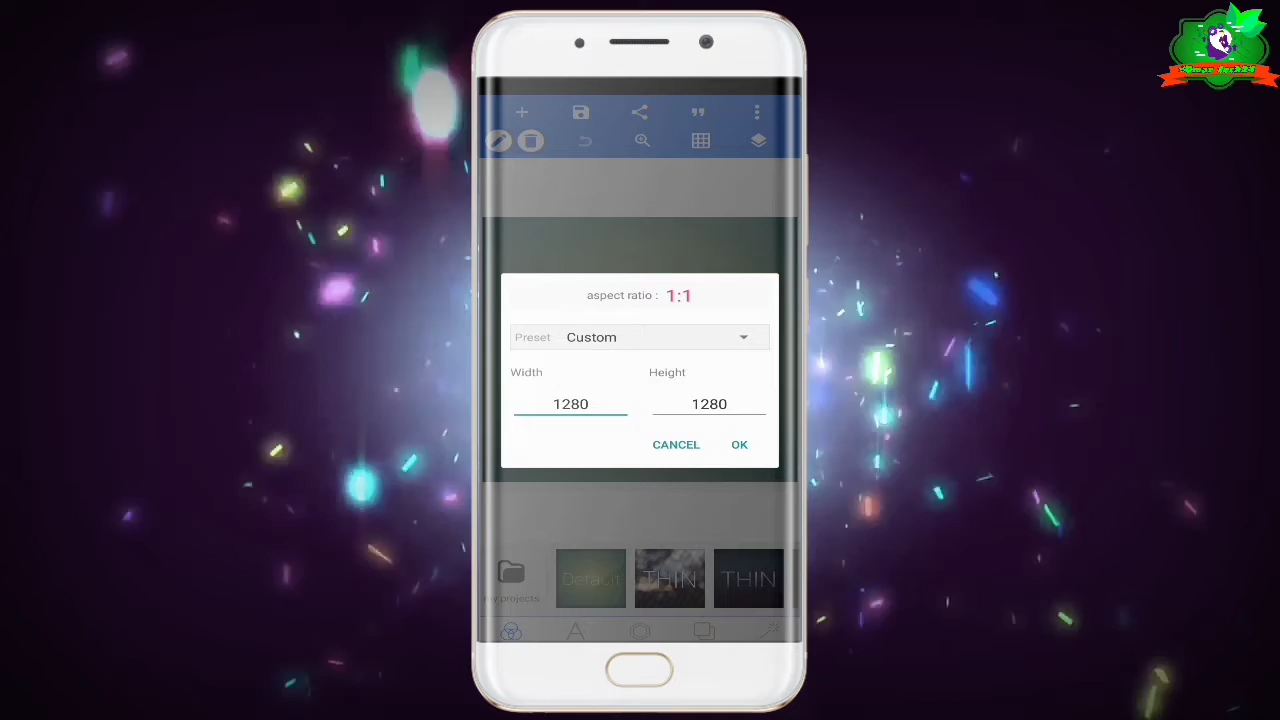 aspect ratio : 1:1
Preset Custom
Width Height
1280 1280
CANCEL OK
Default THIN THIN
my projects